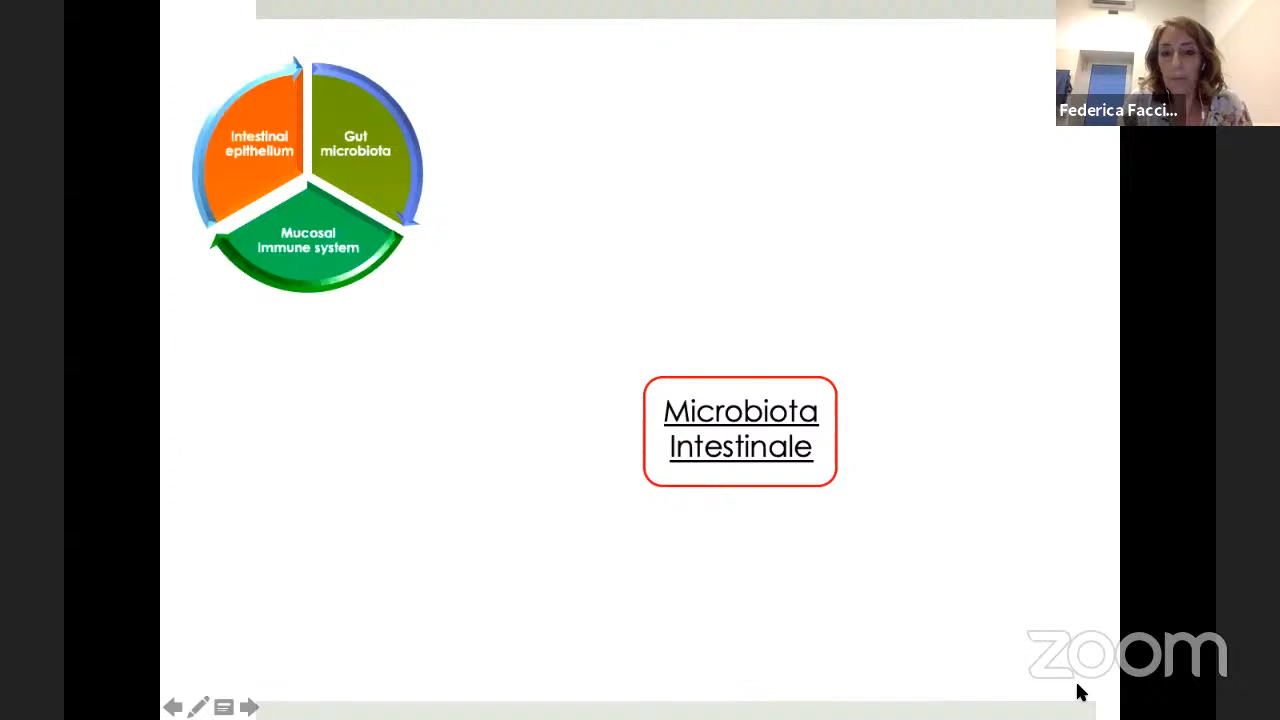 Intestinal
epithelium
Gut
microbiota
Mucosal
immune system
Federica Facci...
Microbiota
Intestinale
zoom